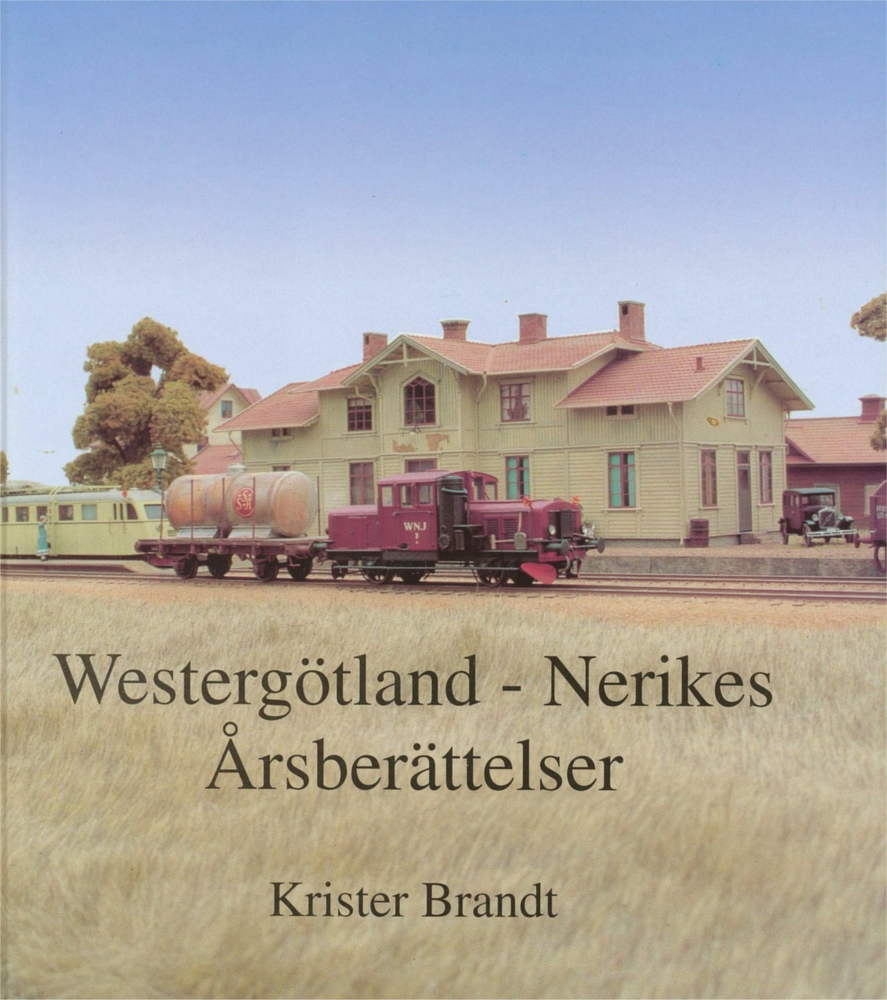 S-S-A
WNJ
Westergötland - Nerikes
Årsberättelser
Krister Brandt